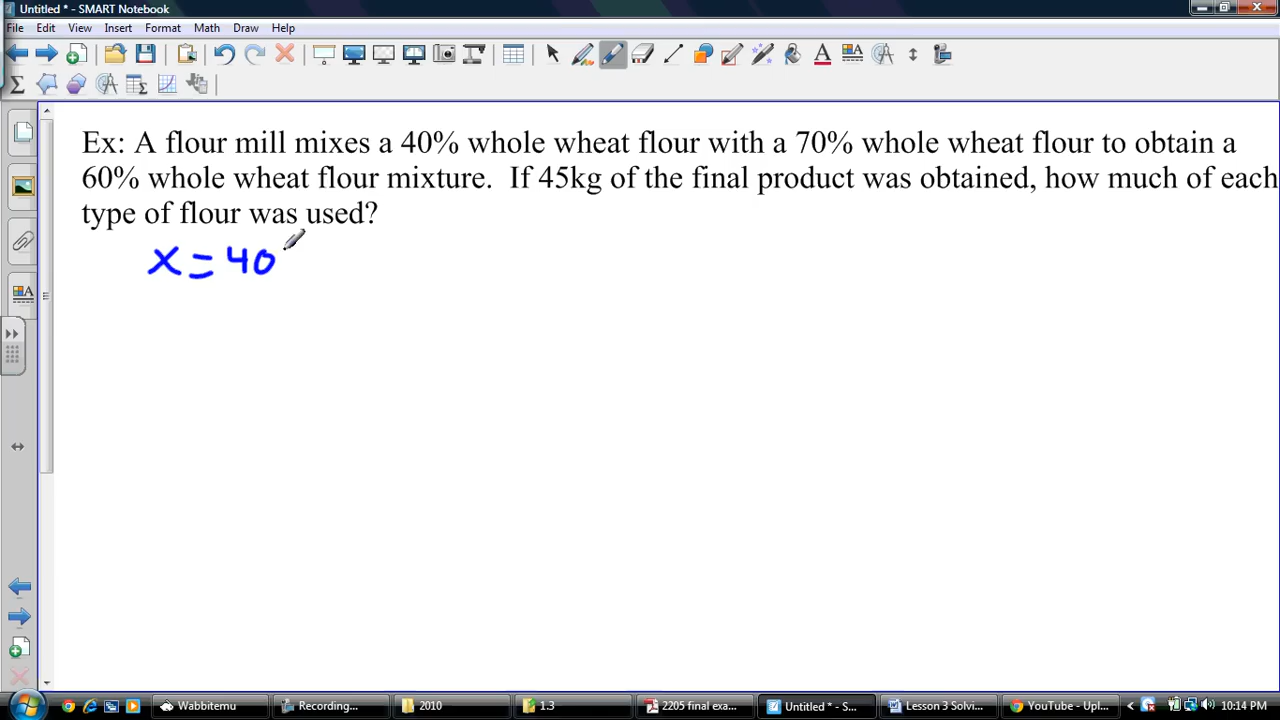 Untitled * - SMART Notebook
File Edit View Insert Format Math Draw Help
Ex: A flour mill mixes a 40% whole wheat flour with a 70% whole wheat flour to obtain a
60% whole wheat flour mixture. If 45kg of the final product was obtained, how much of each
type of flour was used?
x = 40
Wabbitemu Recording... 2010 1.3 2205 final exa... Untitled * - S... Lesson 3 Solvi... YouTube - Uplo... 10:14 PM